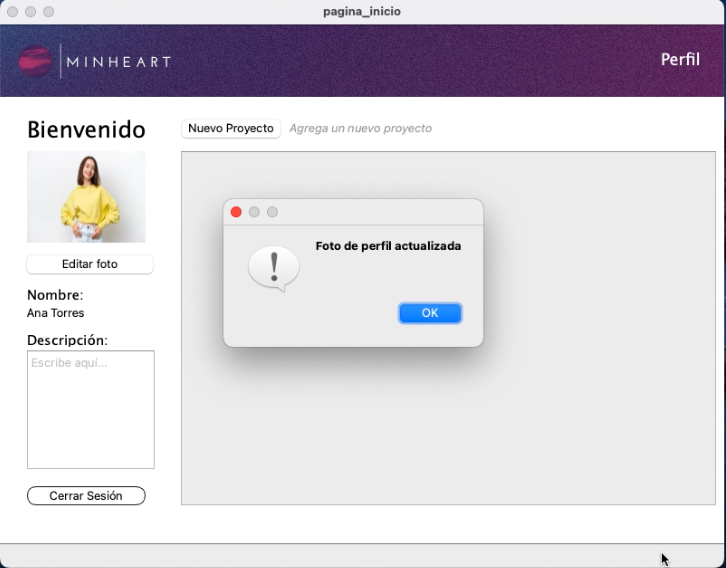 pagina_inicio
MINHEART
Perfil
Bienvenido
Nuevo Proyecto
Agrega un nuevo proyecto
Foto de perfil actualizada
OK
Editar foto
Nombre:
Ana Torres
Descripción:
Escribe aquí...
Cerrar Sesión